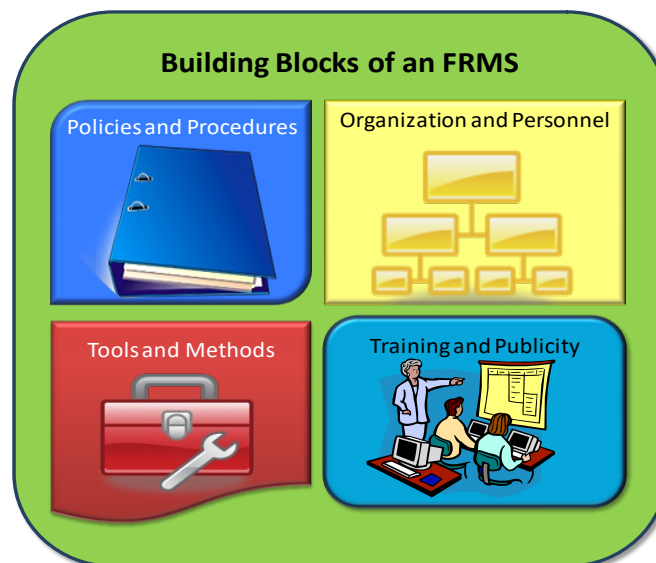 Building Blocks of an FRMS
Policies and Procedures
Organization and Personnel
Tools and Methods
Training and Publicity